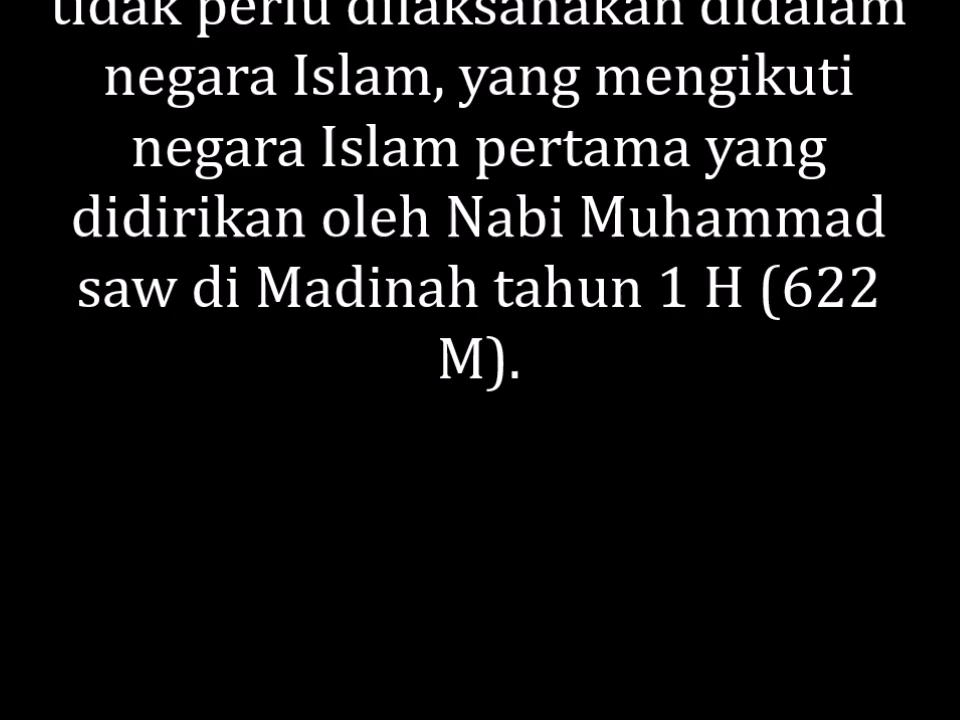 tidak perlu dilaksanakan didalam
negara Islam, yang mengikuti
negara Islam pertama yang
didirikan oleh Nabi Muhammad
saw di Madinah tahun 1 H (622
M).